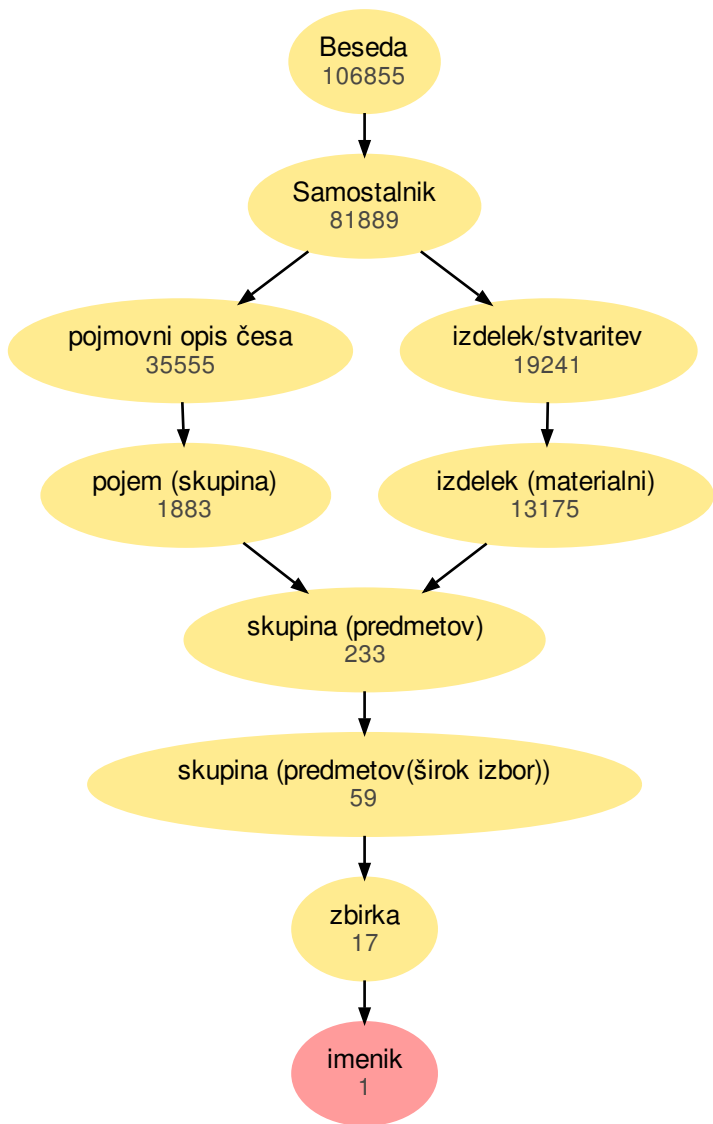 Beseda
106855
Samostalnik
81889
pojmovni opis česa
35555
izdelek/stvaritev
19241
pojem (skupina)
1883
izdelek (materialni)
13175
skupina (predmetov)
233
skupina (predmetov(širok izbor))
59
zbirka
17
imenik
1